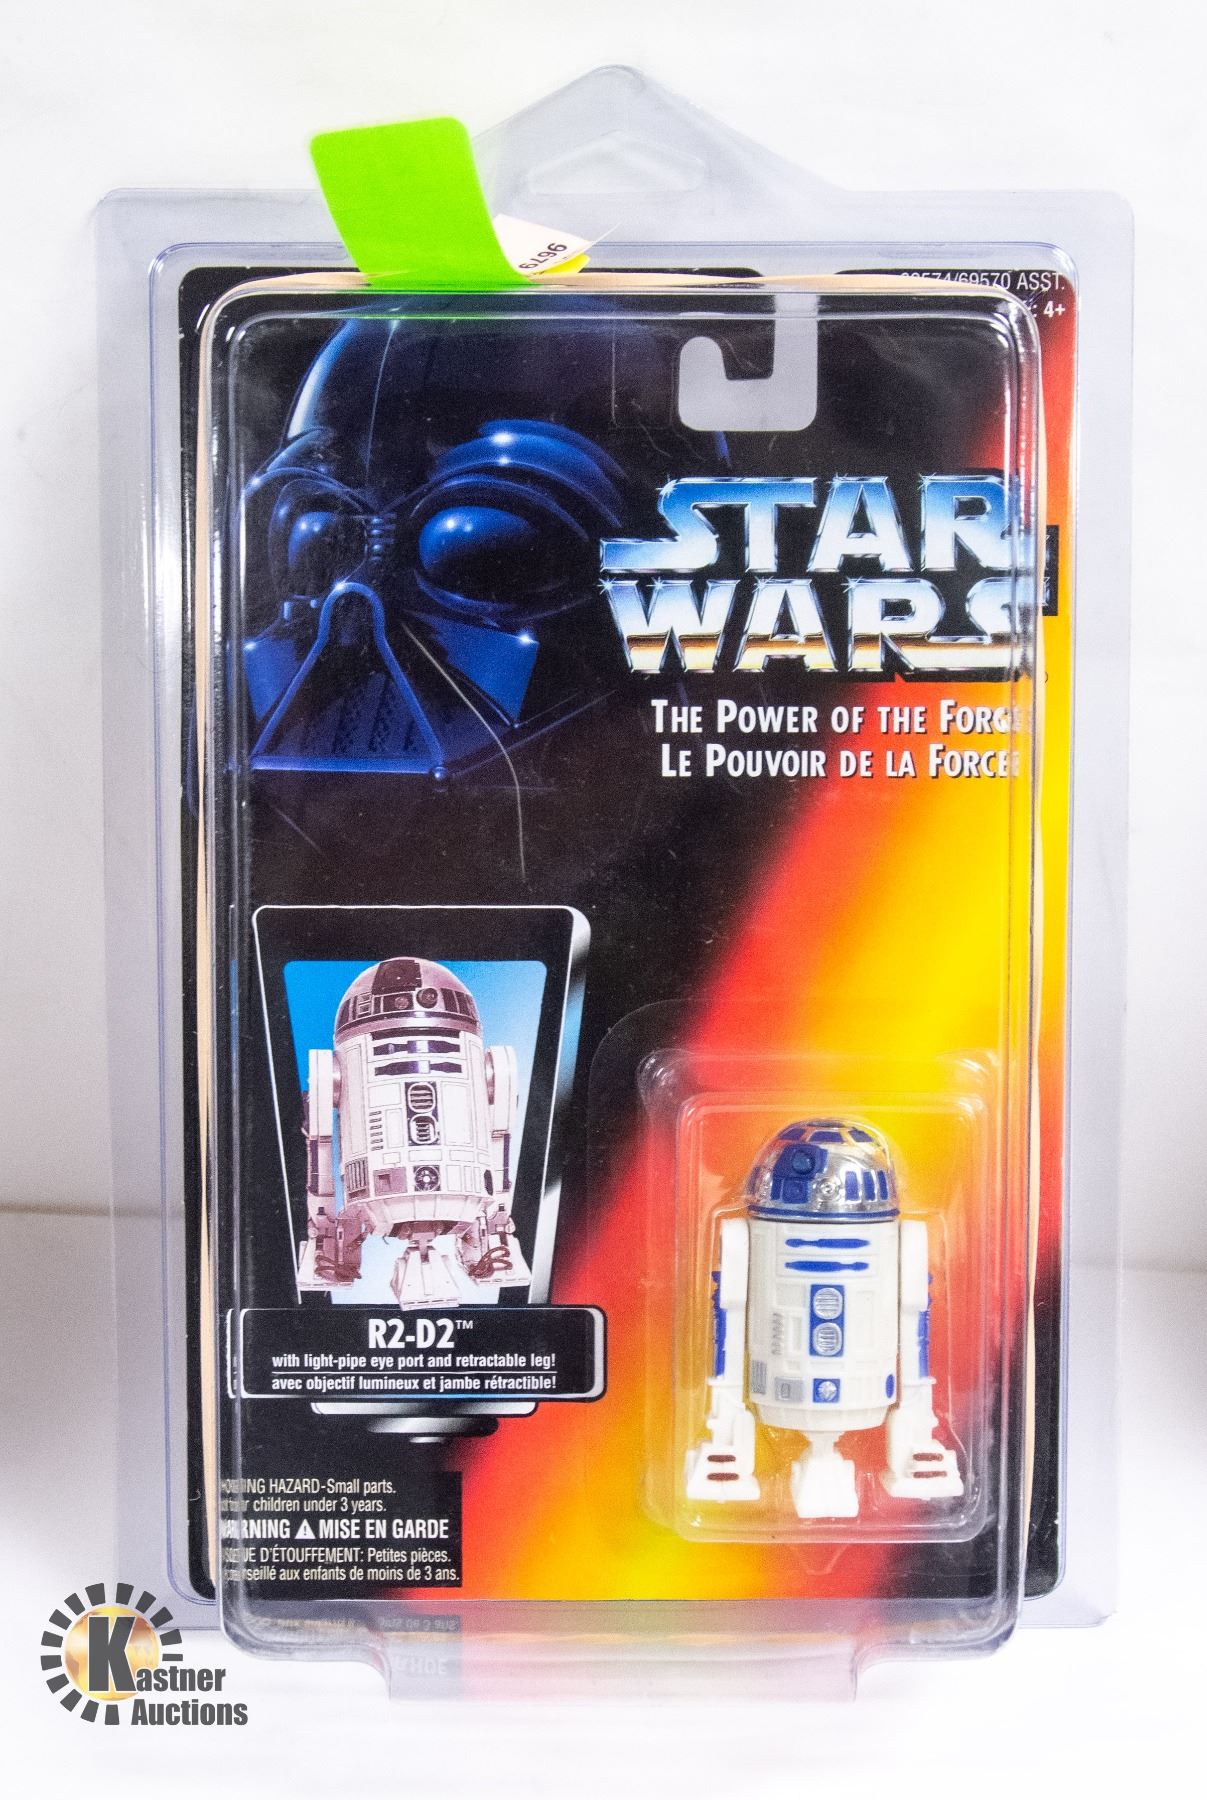 9679
69574/69570 ASST.
4+
STAR
WARS
THE POWER OF THE FORCE
LE POUVOIR DE LA FORCE
R2-D2™
with light-pipe eye port and retractable leg!
avec objectif lumineux et jambe rétractible!
HAZARD-Small parts.
children under 3 years.
WARNING ⚠ MISE EN GARDE
D'ÉTOUFFEMENT: Petites pièces.
aux enfants de moins de 3 ans.
Kastner
Auctions